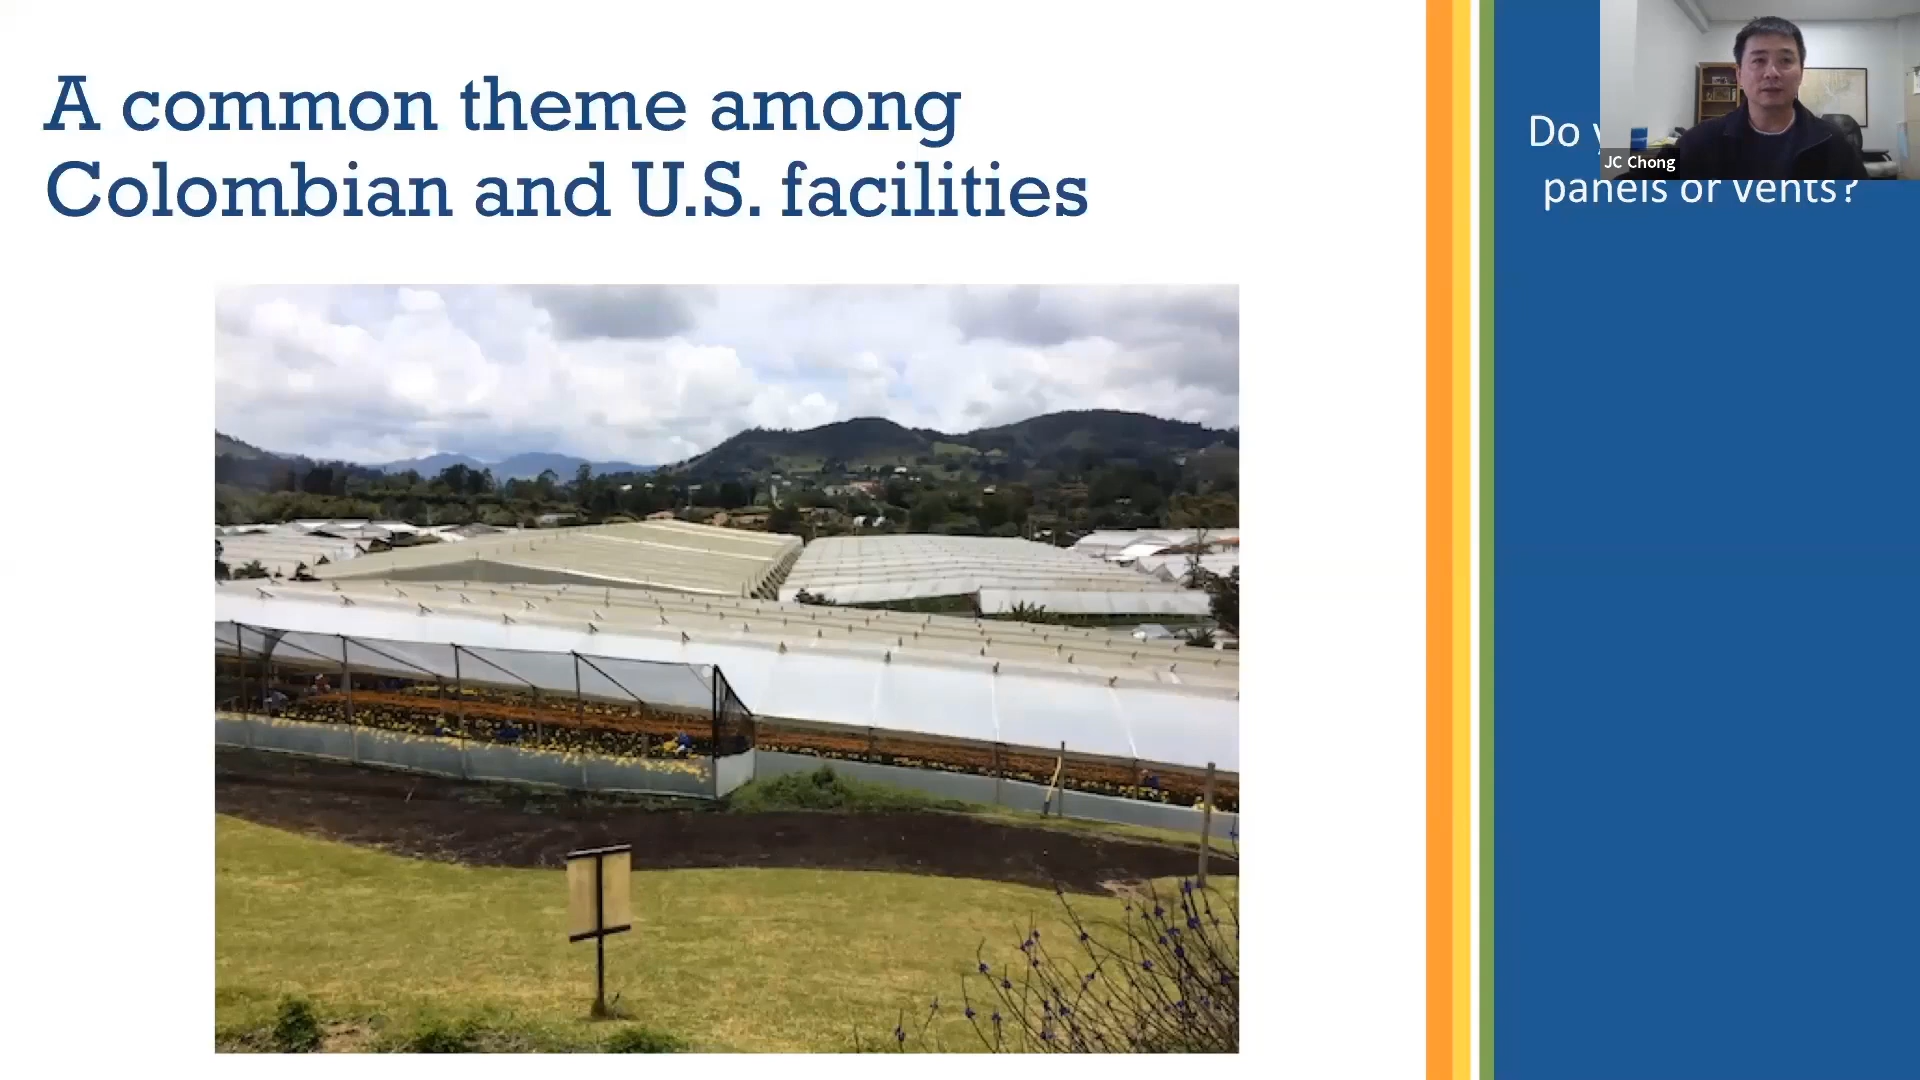 A common theme among
Colombian and U.S. facilities
Do
panels or vents?
JC Chong